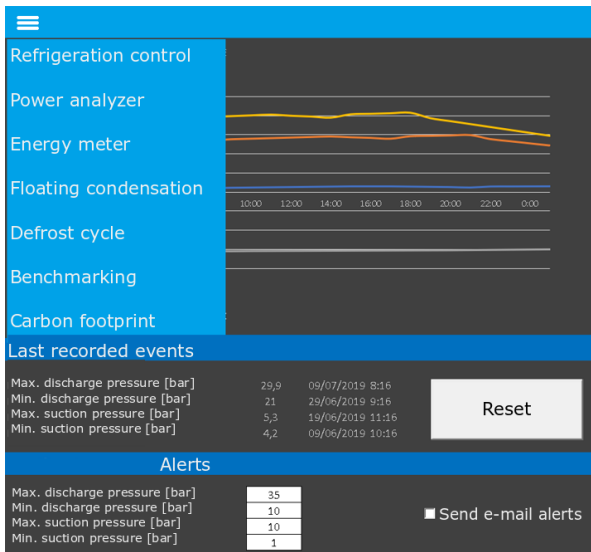 Refrigeration control
Power analyzer
Energy meter
Floating condensation
Defrost cycle
Benchmarking
Carbon footprint
10:00 12:00 14:00 16:00 18:00 20:00 22:00 0:00
Last recorded events
Max. discharge pressure [bar] 29,9 09/07/2019 8:16
Min. discharge pressure [bar] 21 29/06/2019 9:16
Max. suction pressure [bar] 5,3 19/06/2019 11:16
Min. suction pressure [bar] 4,2 09/06/2019 10:16
Reset
Alerts
Max. discharge pressure [bar] 35
Min. discharge pressure [bar] 10
Max. suction pressure [bar] 10
Min. suction pressure [bar] 1
Send e-mail alerts